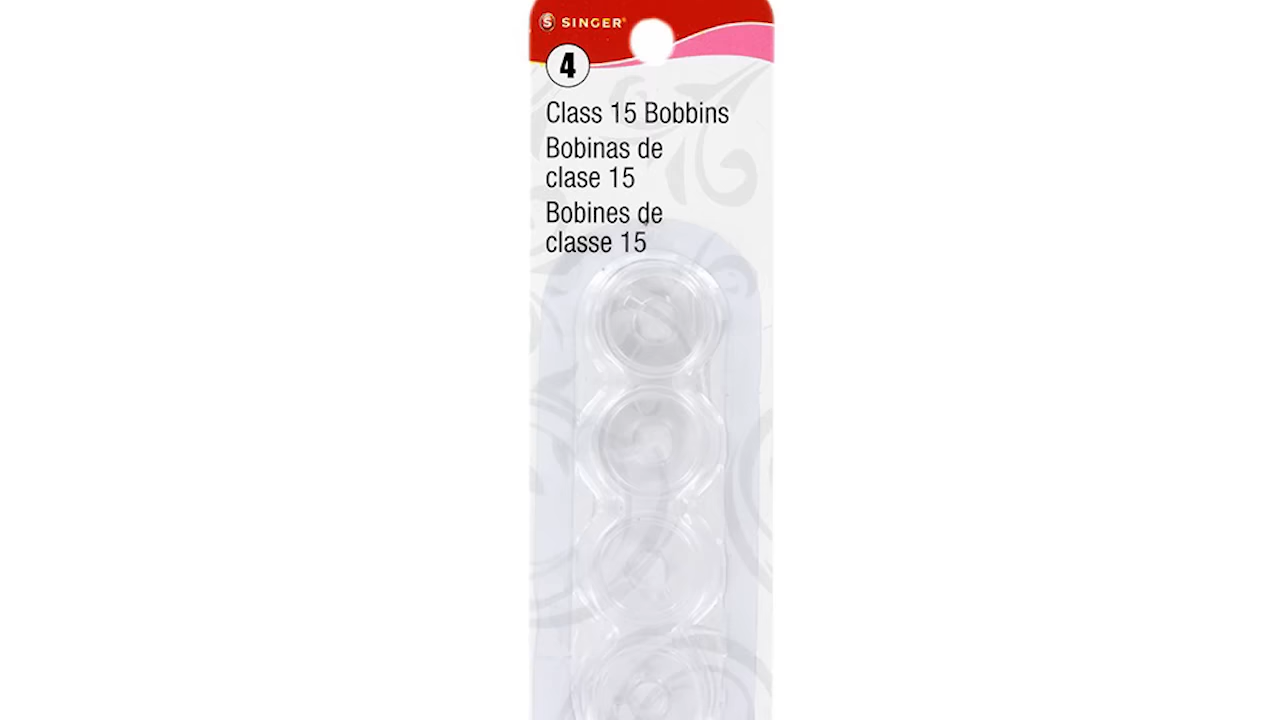 SINGER®
4
Class 15 Bobbins
Bobinas de
clase 15
Bobines de
classe 15